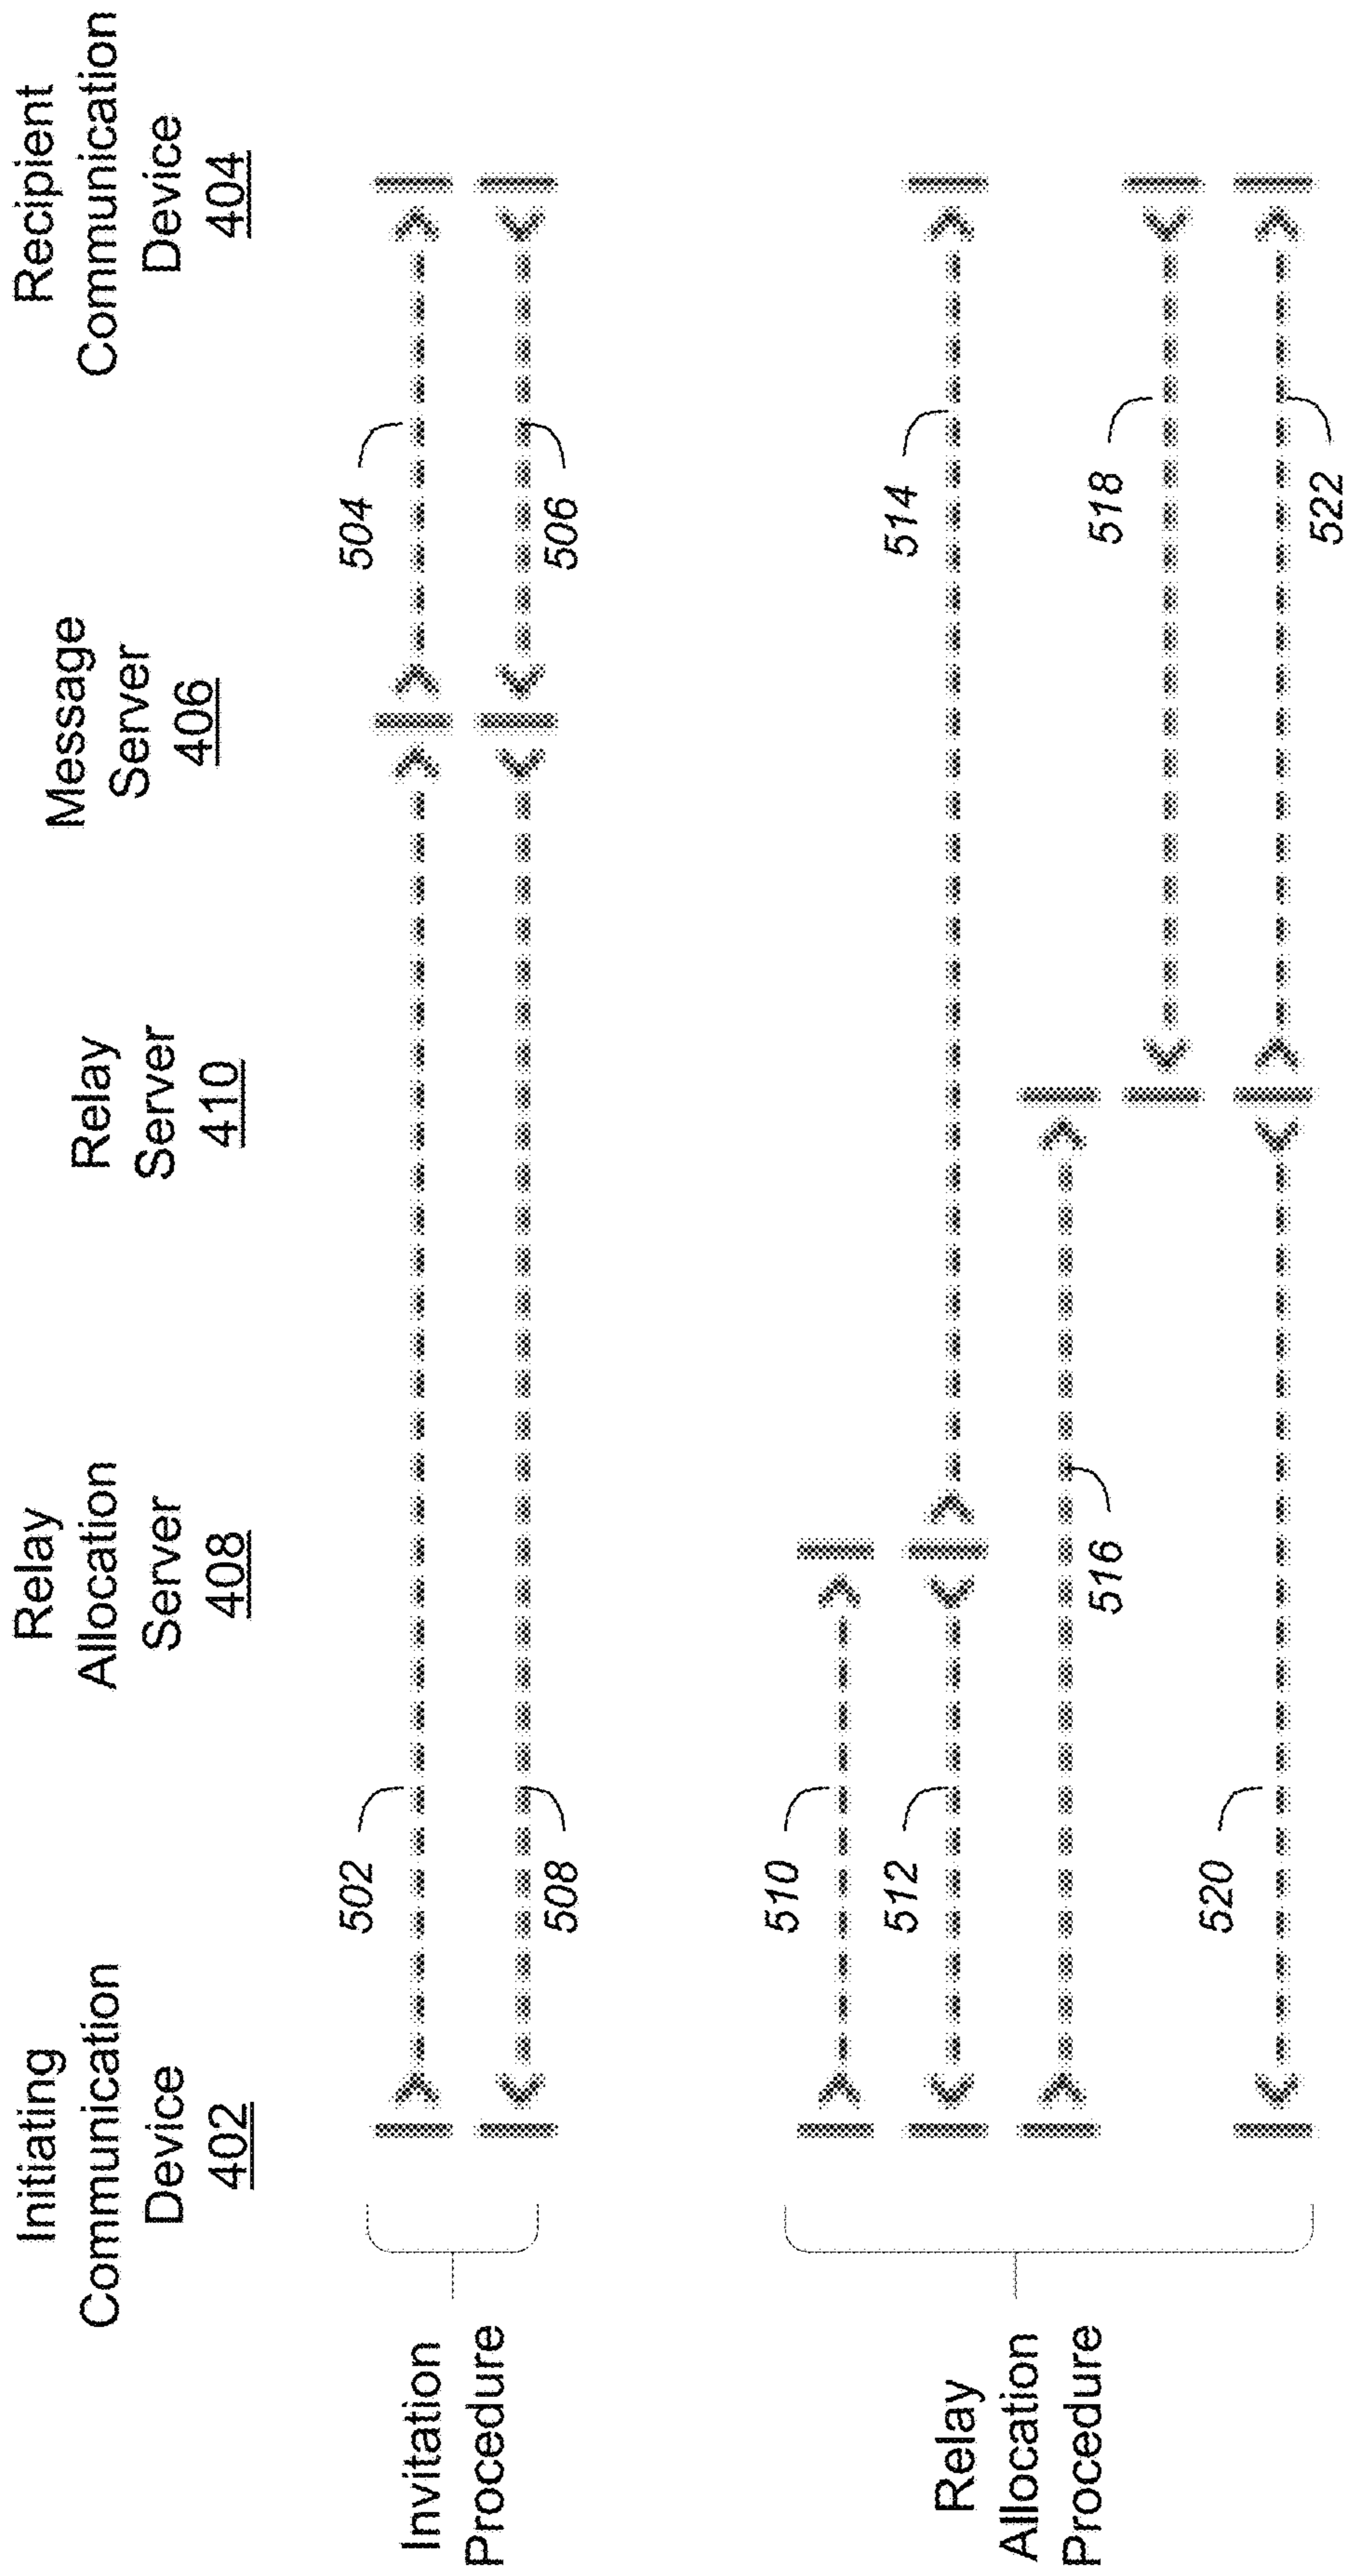 Initiating
Communication
Device
402
Relay
Allocation
Server
408
Relay
Server
410
Message
Server
406
Recipient
Communication
Device
404
Invitation
Procedure
502
504
506
508
Relay
Allocation
Procedure
510
512
514
516
518
520
522